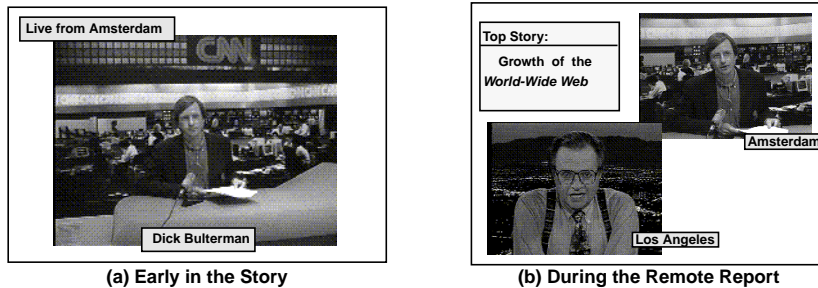 Live from Amsterdam
CNN
Dick Bulterman
(a) Early in the Story
Top Story:
Growth of the
World-Wide Web
Amsterdam
Los Angeles
(b) During the Remote Report